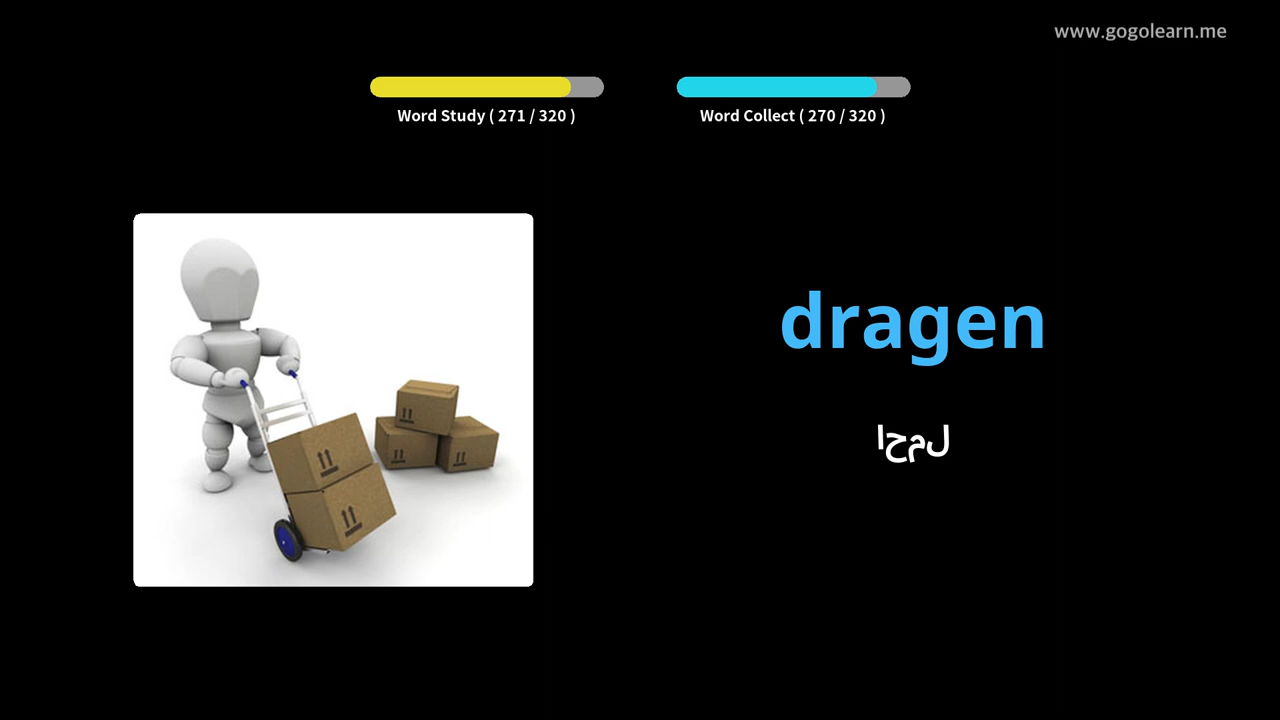 www.gogolearn.me
Word Study ( 271 / 320 )
Word Collect ( 270 / 320 )
dragen
احمل